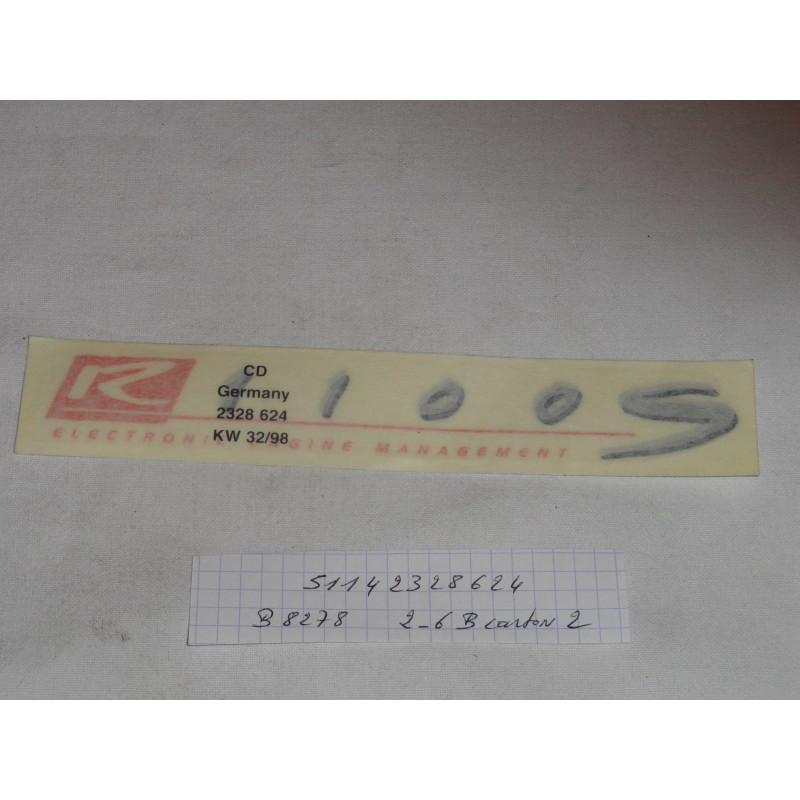 R 1100S
ELECTRONIC ENGINE MANAGEMENT
CD
Germany
2328 624
KW 32/98
51142328624
B 8278 2-6 B carton 2